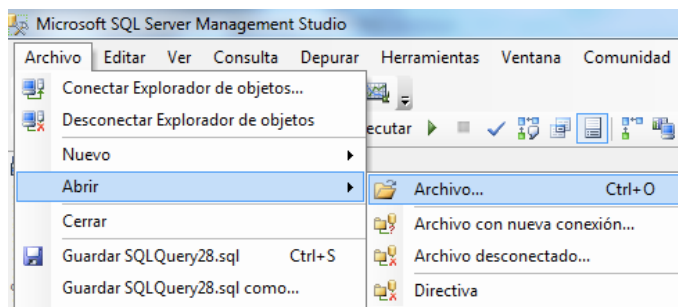 Microsoft SQL Server Management Studio
Archivo Editar Ver Consulta Depurar Herramientas Ventana Comunidad
Conectar Explorador de objetos...
Desconectar Explorador de objetos
ecutar
Nuevo
Abrir
Archivo... Ctrl+O
Cerrar
Archivo con nueva conexión...
Guardar SQLQuery28.sql Ctrl+S
Archivo desconectado...
Guardar SQLQuery28.sql como...
Directiva